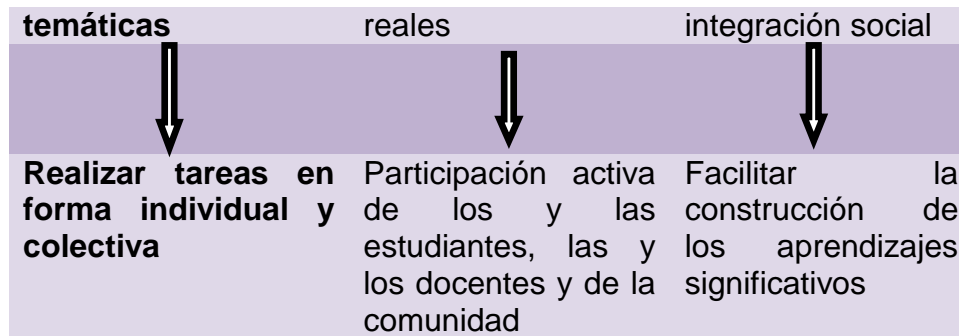 temáticas
reales
integración social
Realizar tareas en
forma individual y
colectiva
Participación activa
de los y las
estudiantes, las y
los docentes y de la
comunidad
Facilitar la
construcción de
los aprendizajes
significativos